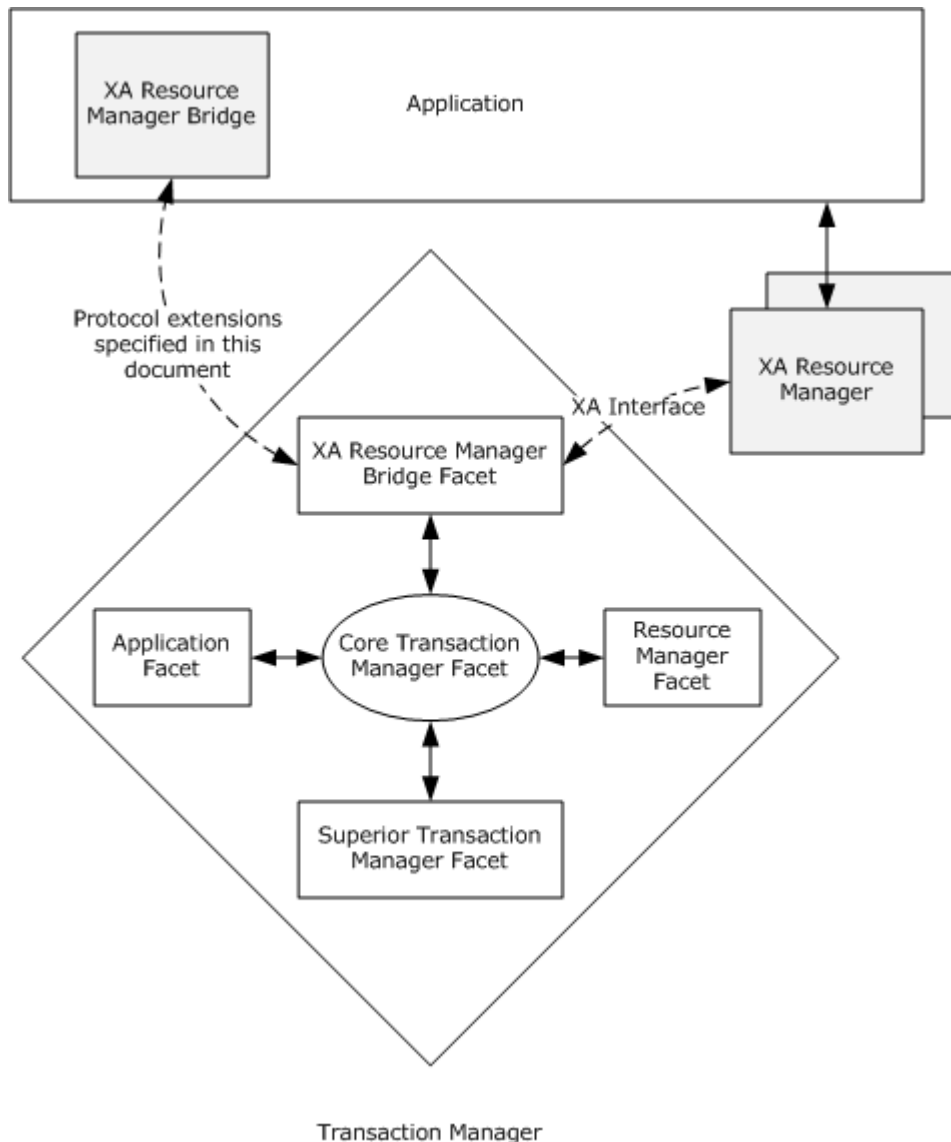 XA Resource
Manager Bridge
Application
Protocol extensions
specified in this
document
XA Interface
XA Resource
Manager
XA Resource Manager
Bridge Facet
Application
Facet
Core Transaction
Manager Facet
Resource
Manager
Facet
Superior Transaction
Manager Facet
Transaction Manager